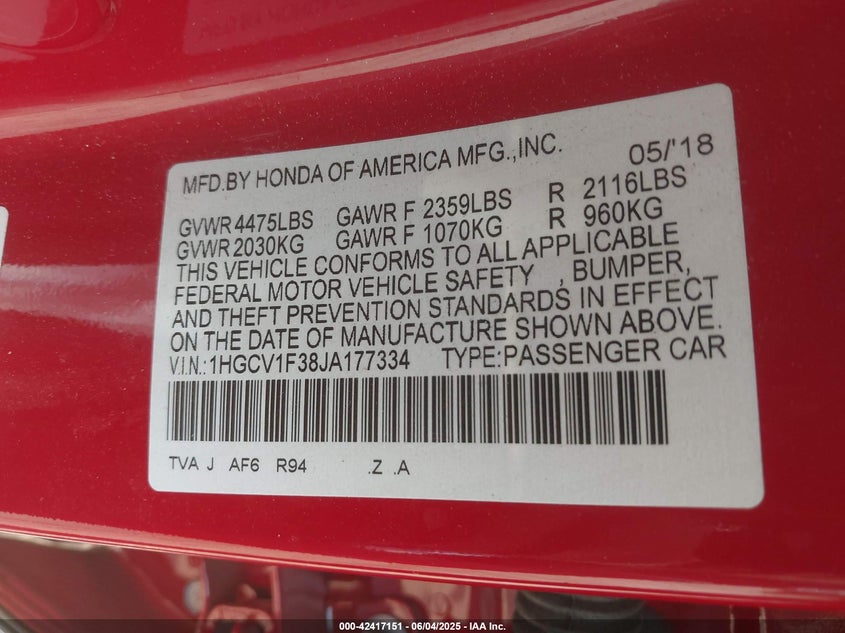 MFD.BY HONDA OF AMERICA MFG.,INC. 05/'18
GVWR 4475LBS GAWR F 2359LBS R 2116LBS
GVWR 2030KG GAWR F 1070KG R 960KG
THIS VEHICLE CONFORMS TO ALL APPLICABLE
FEDERAL MOTOR VEHICLE SAFETY , BUMPER,
AND THEFT PREVENTION STANDARDS IN EFFECT
ON THE DATE OF MANUFACTURE SHOWN ABOVE.
V.I.N.:1HGCV1F38JA177334 TYPE:PASSENGER CAR
TVA J AF6 R94 .Z .A
000-42417151 | 06/04/2025 - IAA Inc.